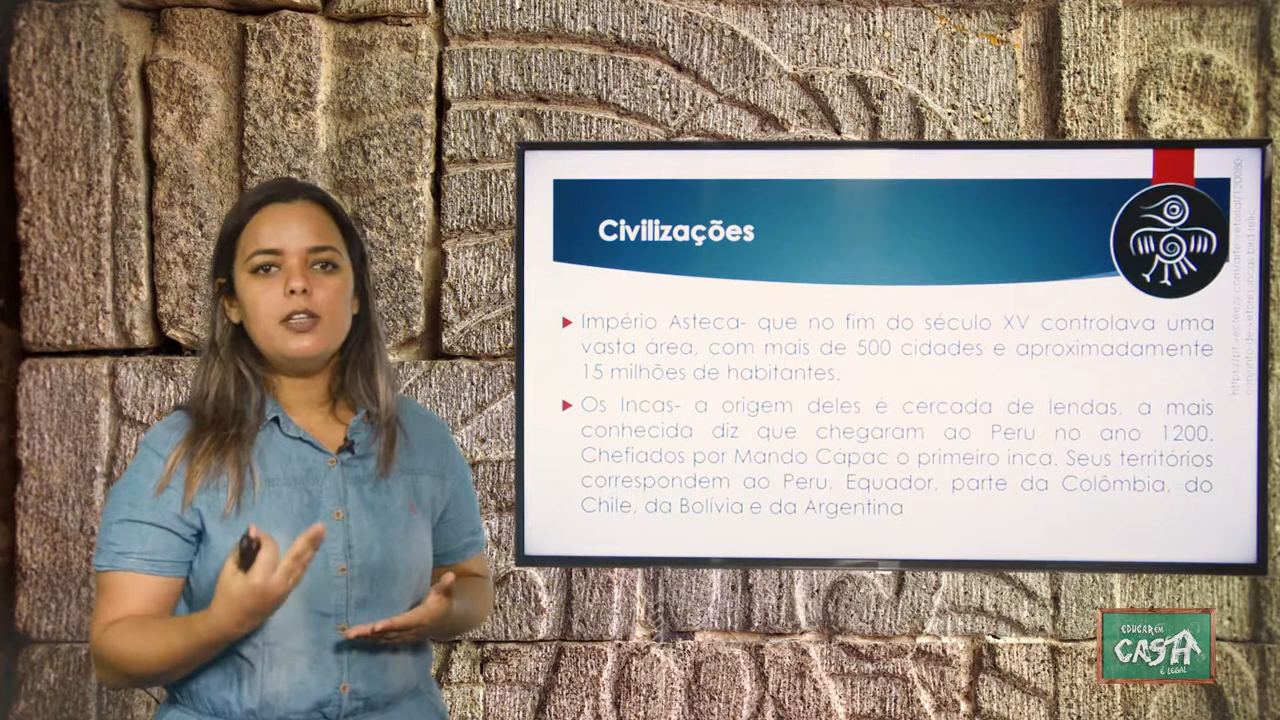 Civilizações
Império Asteca- que no fim do século XV controlava uma
vasta área, com mais de 500 cidades e aproximadamente
15 milhões de habitantes.
Os Incas- a origem deles é cercada de lendas, a mais
conhecida diz que chegaram ao Peru no ano 1200.
Chefiados por Mando Cápac o primeiro inca. Seus territórios
correspondem ao Peru, Equador, parte da Colômbia, do
Chile, da Bolívia e da Argentina
EDUCAR EM
CASA
É LEGAL